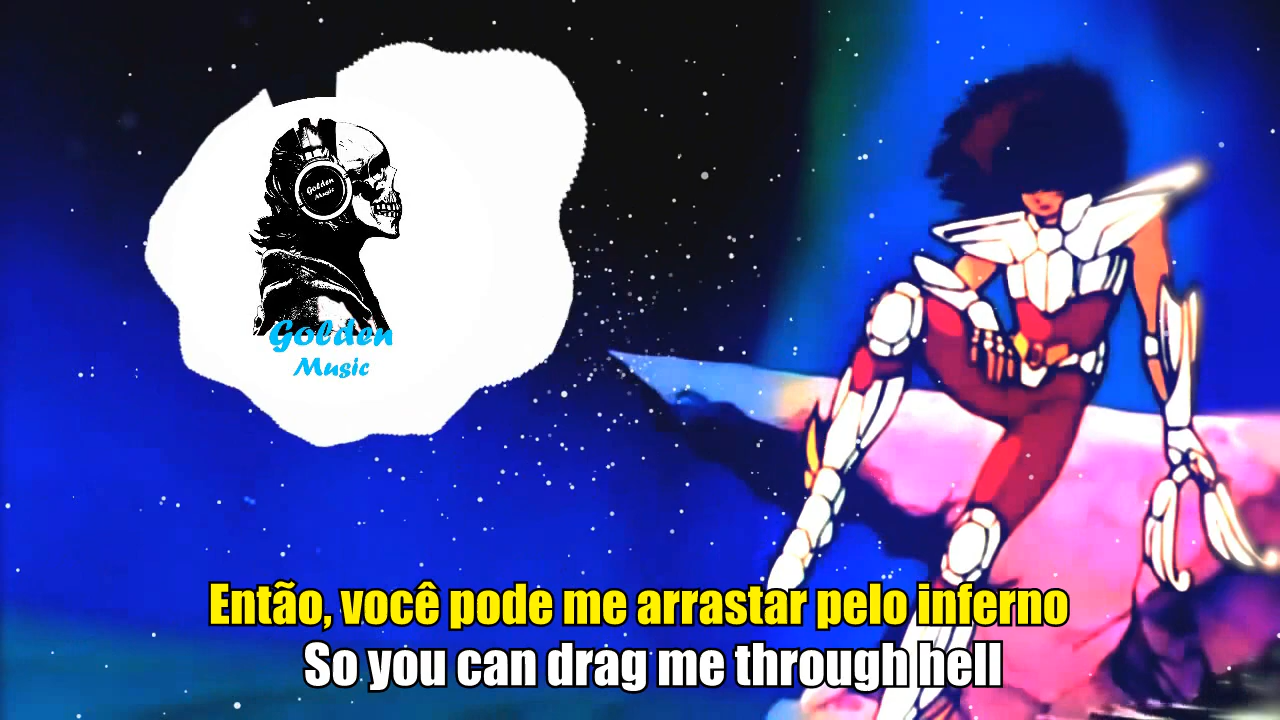 Golden
Music
Golden
Music
Então, você pode me arrastar pelo inferno
So you can drag me through hell